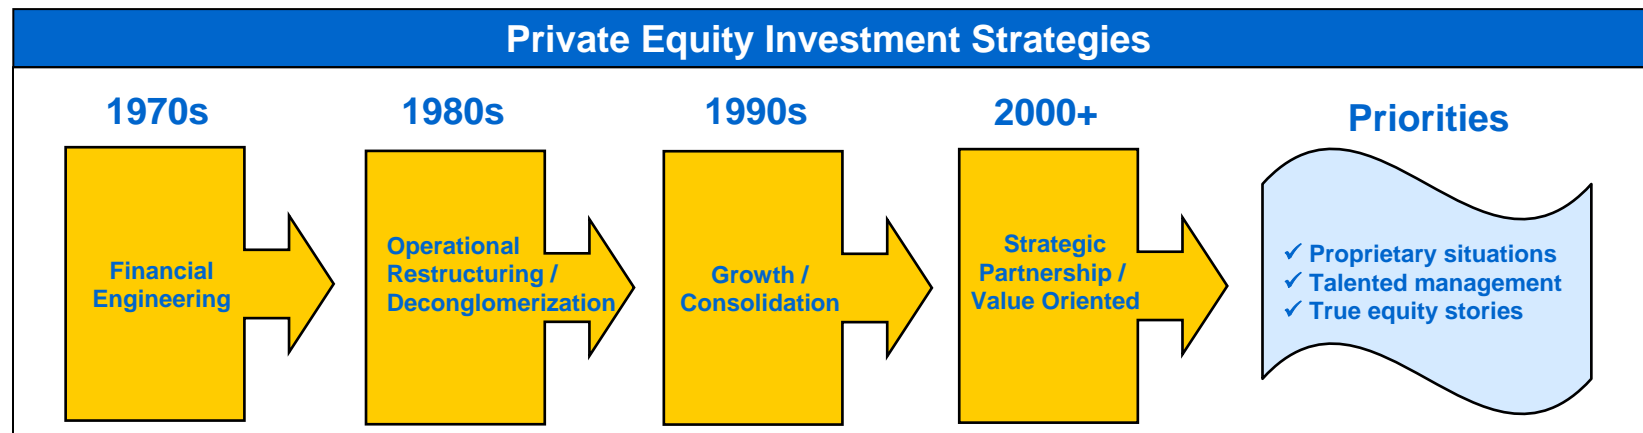 Private Equity Investment Strategies
1970s
Financial
Engineering
1980s
Operational
Restructuring /
Deconglomerization
1990s
Growth /
Consolidation
2000+
Strategic
Partnership /
Value Oriented
Priorities
✓ Proprietary situations
✓ Talented management
✓ True equity stories